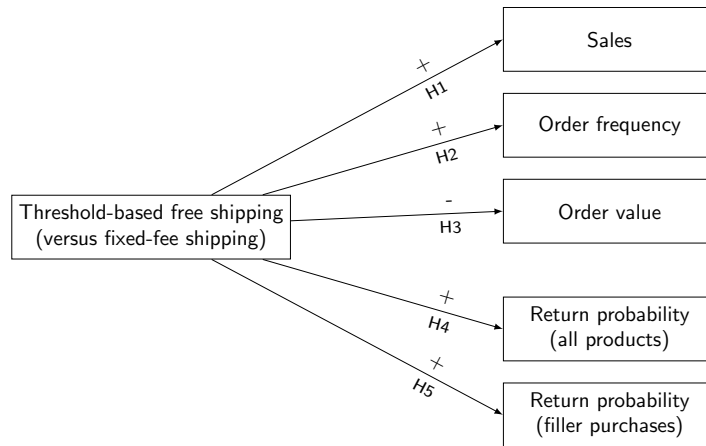 Sales
+
H1
Order frequency
+
H2
Threshold-based free shipping
(versus fixed-fee shipping)
-
H3
Order value
+
H4
Return probability
(all products)
+
H5
Return probability
(filler purchases)